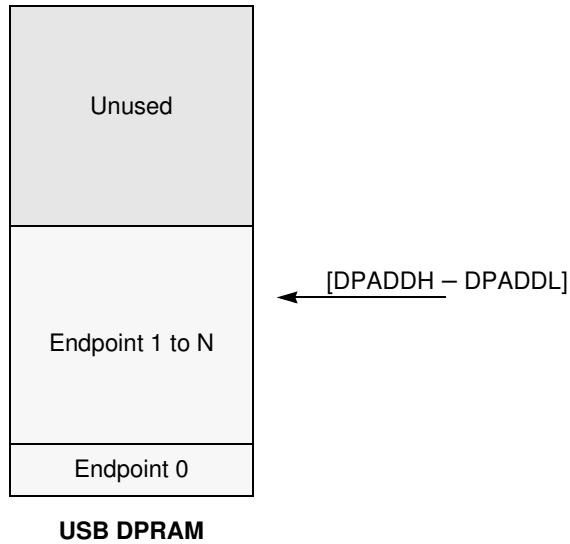 Unused
[DPADDH – DPADDL]
Endpoint 1 to N
Endpoint 0
USB DPRAM